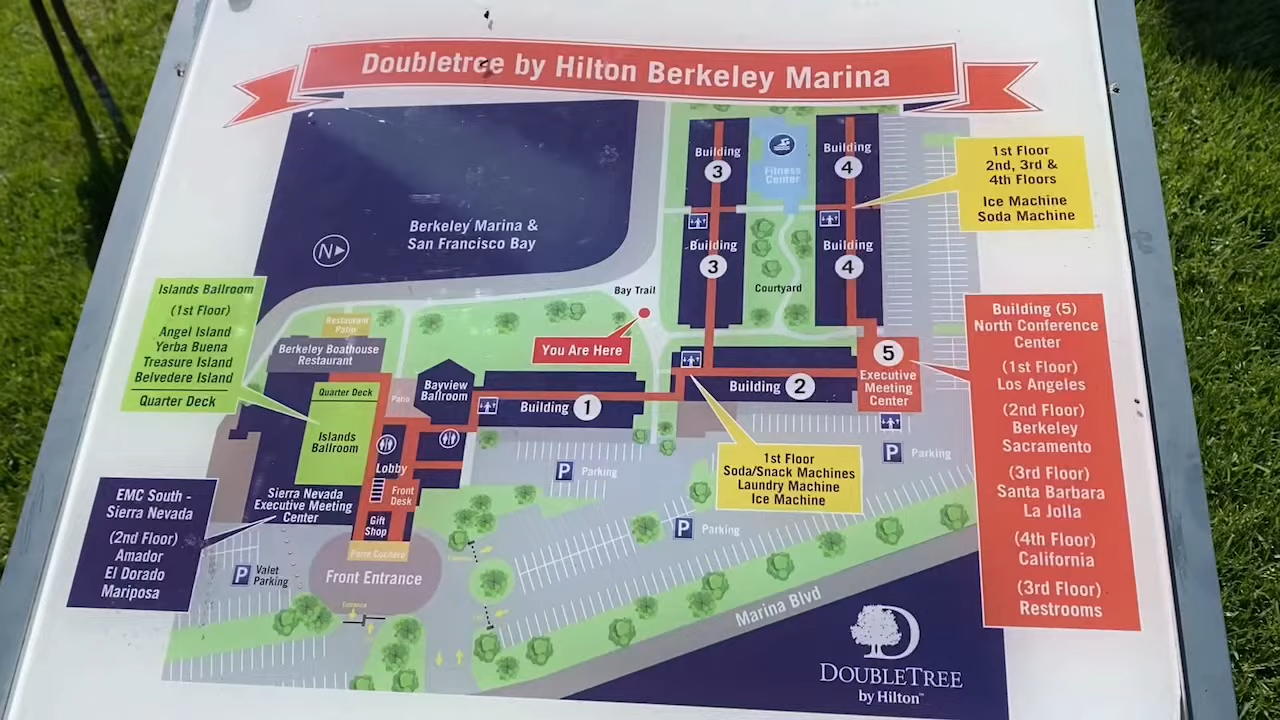 Doubletree by Hilton Berkeley Marina
Berkeley Marina &
San Francisco Bay
N
Building
3
Fitness
Center
Building
4
1st Floor
2nd, 3rd &
4th Floors
Ice Machine
Soda Machine
Building
3
Building
4
Courtyard
Bay Trail
You Are Here
Islands Ballroom
(1st Floor)
Angel Island
Yerba Buena
Treasure Island
Belvedere Island
Quarter Deck
Restaurant
Patio
Berkeley Boathouse
Restaurant
Quarter Deck
Islands
Ballroom
Patio
Bayview
Ballroom
Building 1
Building 2
5
Executive
Meeting
Center
Building (5)
North Conference
Center
(1st Floor)
Los Angeles
(2nd Floor)
Berkeley
Sacramento
(3rd Floor)
Santa Barbara
La Jolla
(4th Floor)
California
(3rd Floor)
Restrooms
1st Floor
Soda/Snack Machines
Laundry Machine
Ice Machine
Lobby
Front
Desk
Gift
Shop
Sierra Nevada
Executive Meeting
Center
EMC South -
Sierra Nevada
(2nd Floor)
Amador
El Dorado
Mariposa
P Parking
P Parking
P Parking
P Valet
Parking
Porte Cochere
Front Entrance
Entrance
Marina Blvd
D
DOUBLETREE
by Hilton™